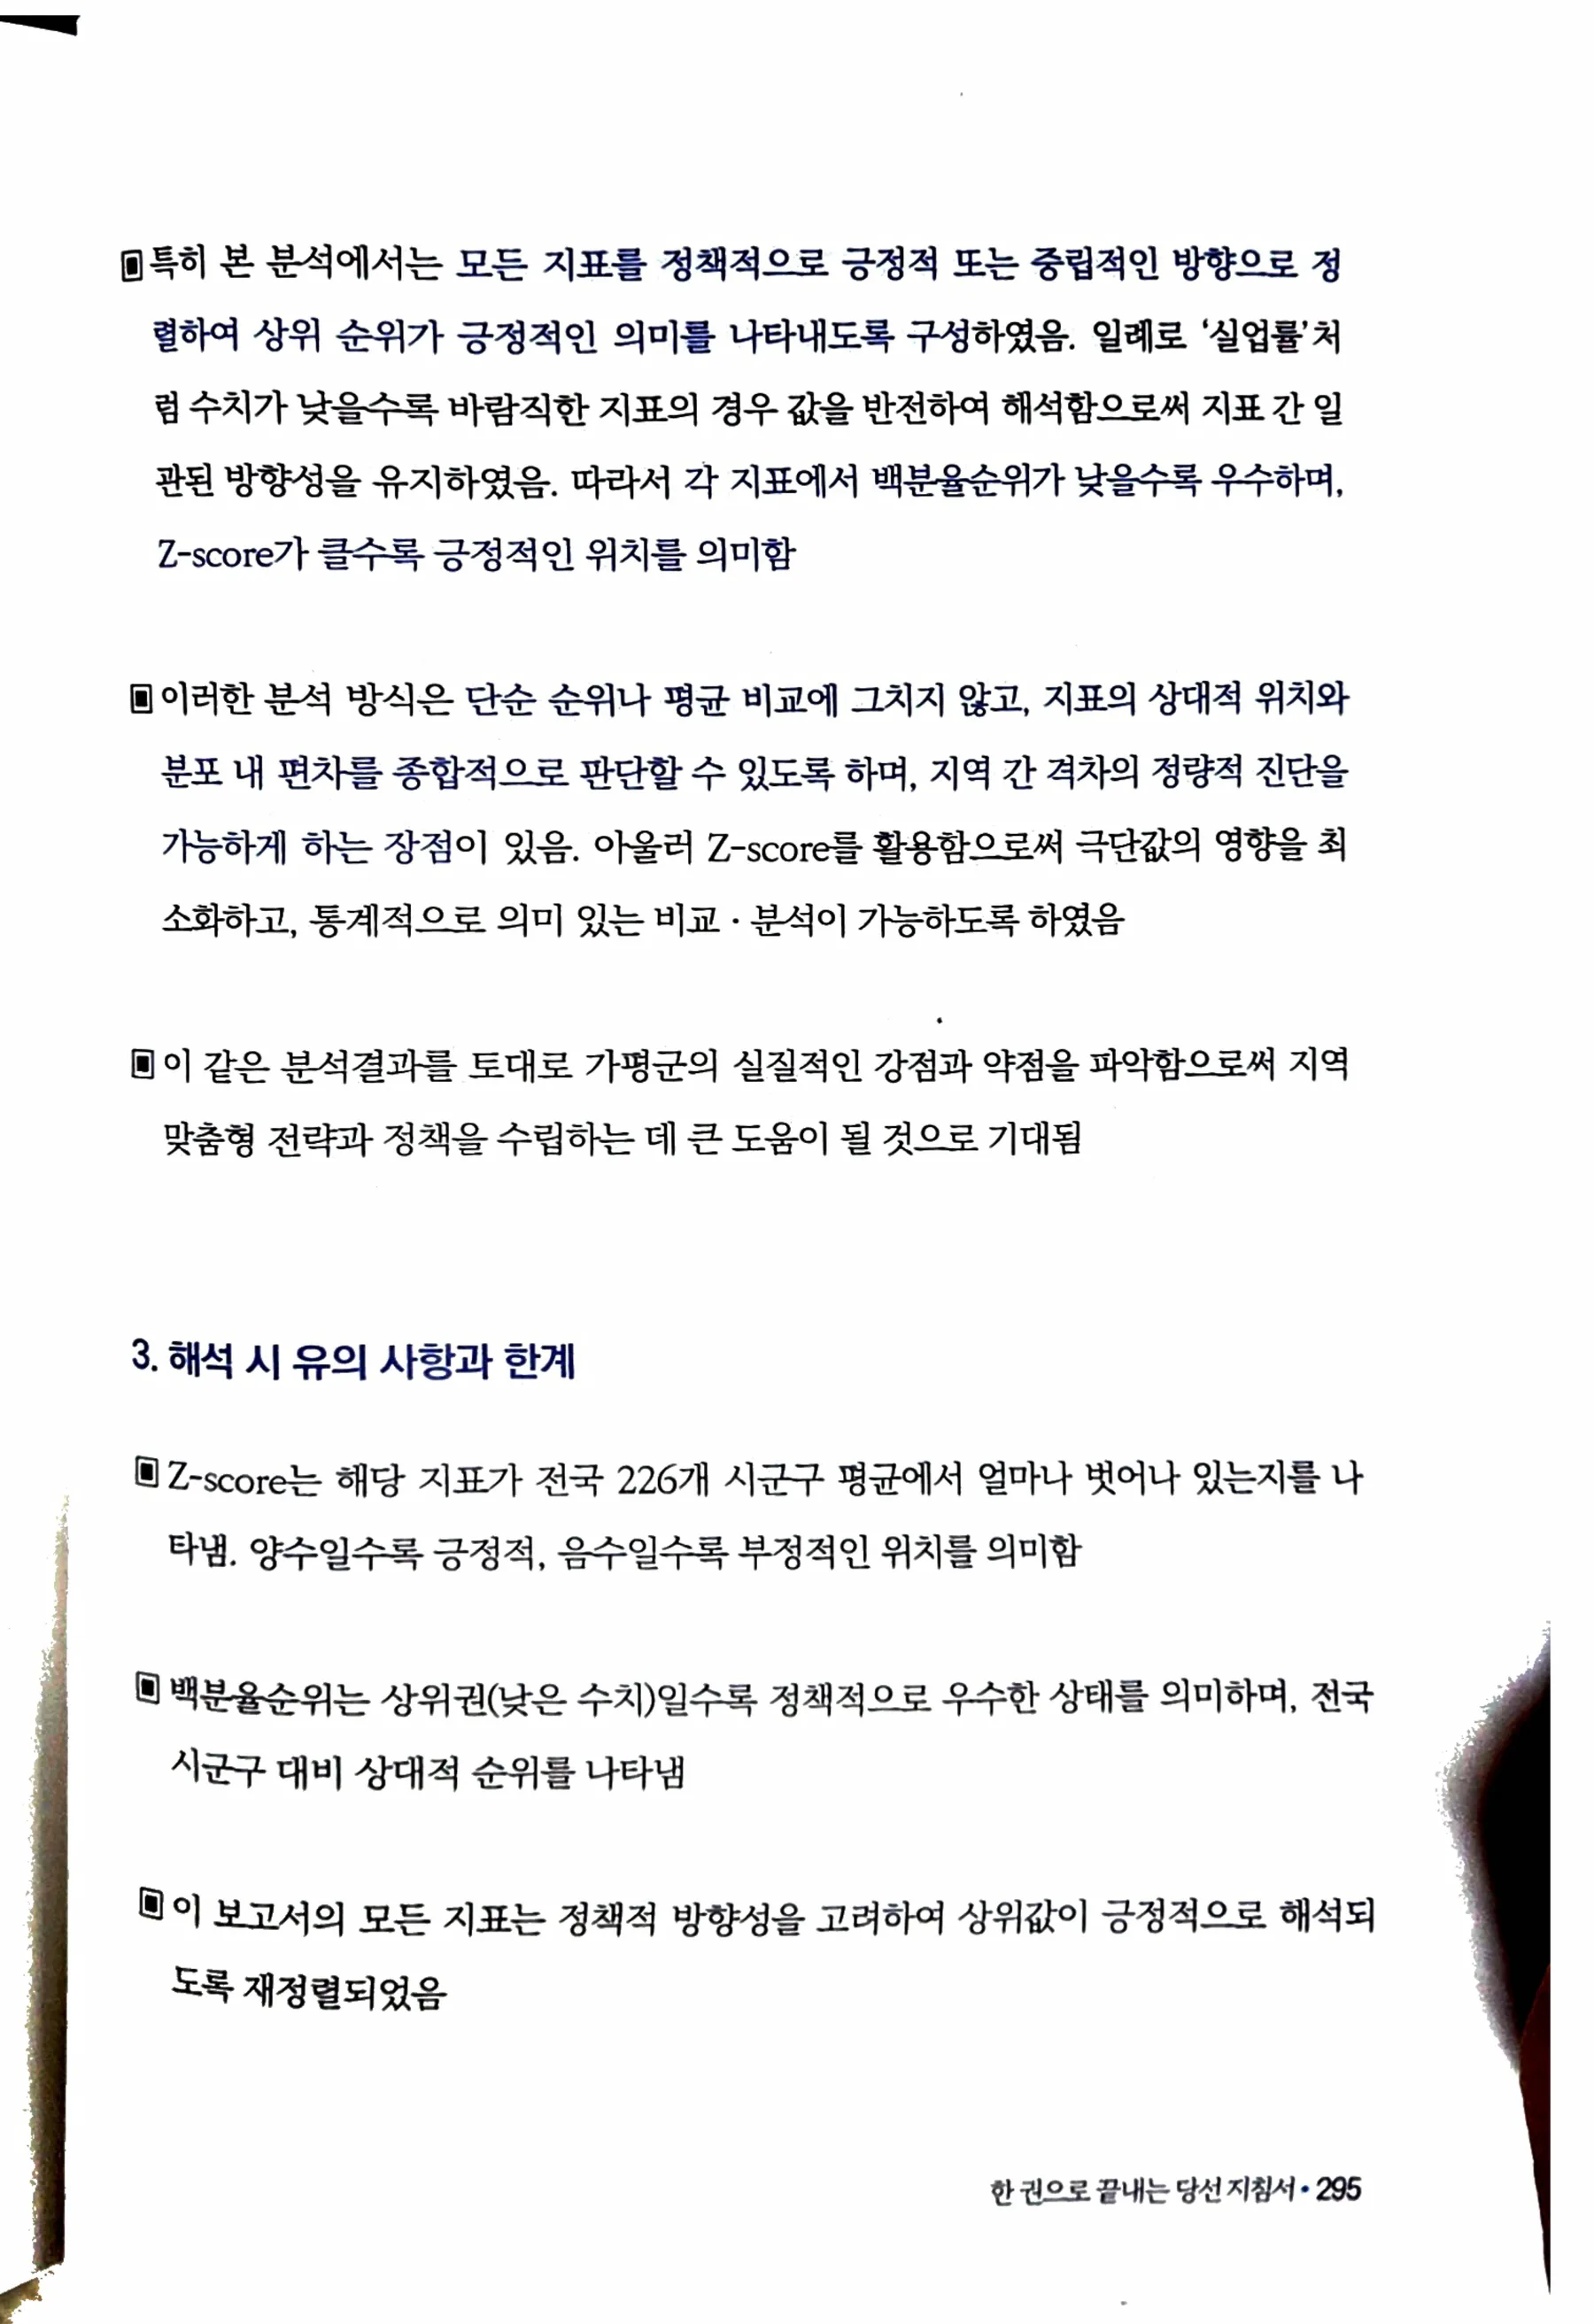 ▣ 특히 본 분석에서는 모든 지표를 정책적으로 긍정적 또는 중립적인 방향으로 정
렬하여 상위 순위가 긍정적인 의미를 나타내도록 구성하였음. 일례로 ‘실업률’처
럼 수치가 낮을수록 바람직한 지표의 경우 값을 반전하여 해석함으로써 지표 간 일
관된 방향성을 유지하였음. 따라서 각 지표에서 백분율순위가 낮을수록 우수하며,
Z-score가 클수록 긍정적인 위치를 의미함
▣ 이러한 분석 방식은 단순 순위나 평균 비교에 그치지 않고, 지표의 상대적 위치와
분포 내 편차를 종합적으로 판단할 수 있도록 하며, 지역 간 격차의 정량적 진단을
가능하게 하는 장점이 있음. 아울러 Z-score를 활용함으로써 극단값의 영향을 최
소화하고, 통계적으로 의미 있는 비교·분석이 가능하도록 하였음
▣ 이 같은 분석결과를 토대로 가평군의 실질적인 강점과 약점을 파악함으로써 지역
맞춤형 전략과 정책을 수립하는 데 큰 도움이 될 것으로 기대됨
3. 해석 시 유의 사항과 한계
▣ Z-score는 해당 지표가 전국 226개 시군구 평균에서 얼마나 벗어나 있는지를 나
타냄. 양수일수록 긍정적, 음수일수록 부정적인 위치를 의미함
▣ 백분율순위는 상위권(낮은 수치)일수록 정책적으로 우수한 상태를 의미하며, 전국
시군구 대비 상대적 순위를 나타냄
▣ 이 보고서의 모든 지표는 정책적 방향성을 고려하여 상위값이 긍정적으로 해석되
도록 재정렬되었음
한 권으로 끝내는 당선 지침서 • 295